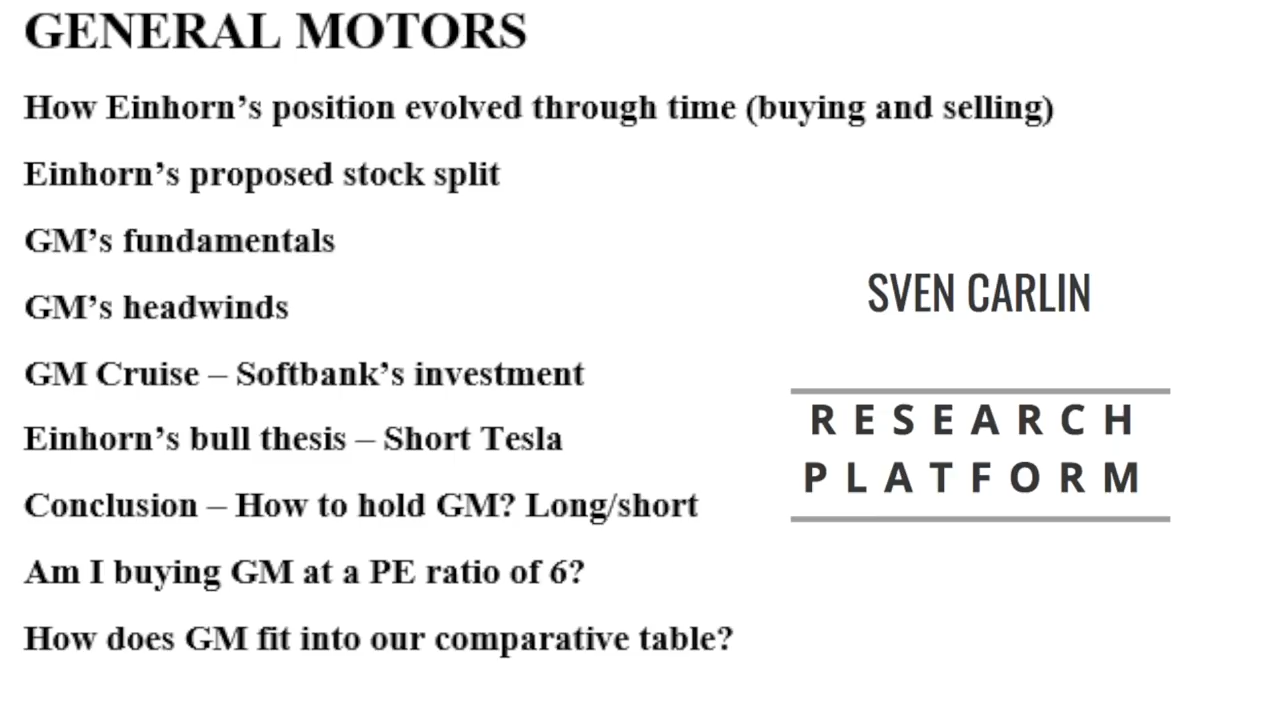 GENERAL MOTORS
How Einhorn’s position evolved through time (buying and selling)
Einhorn’s proposed stock split
GM’s fundamentals
GM’s headwinds
GM Cruise – Softbank’s investment
Einhorn’s bull thesis – Short Tesla
Conclusion – How to hold GM? Long/short
Am I buying GM at a PE ratio of 6?
How does GM fit into our comparative table?
SVEN CARLIN
RESEARCH
PLATFORM